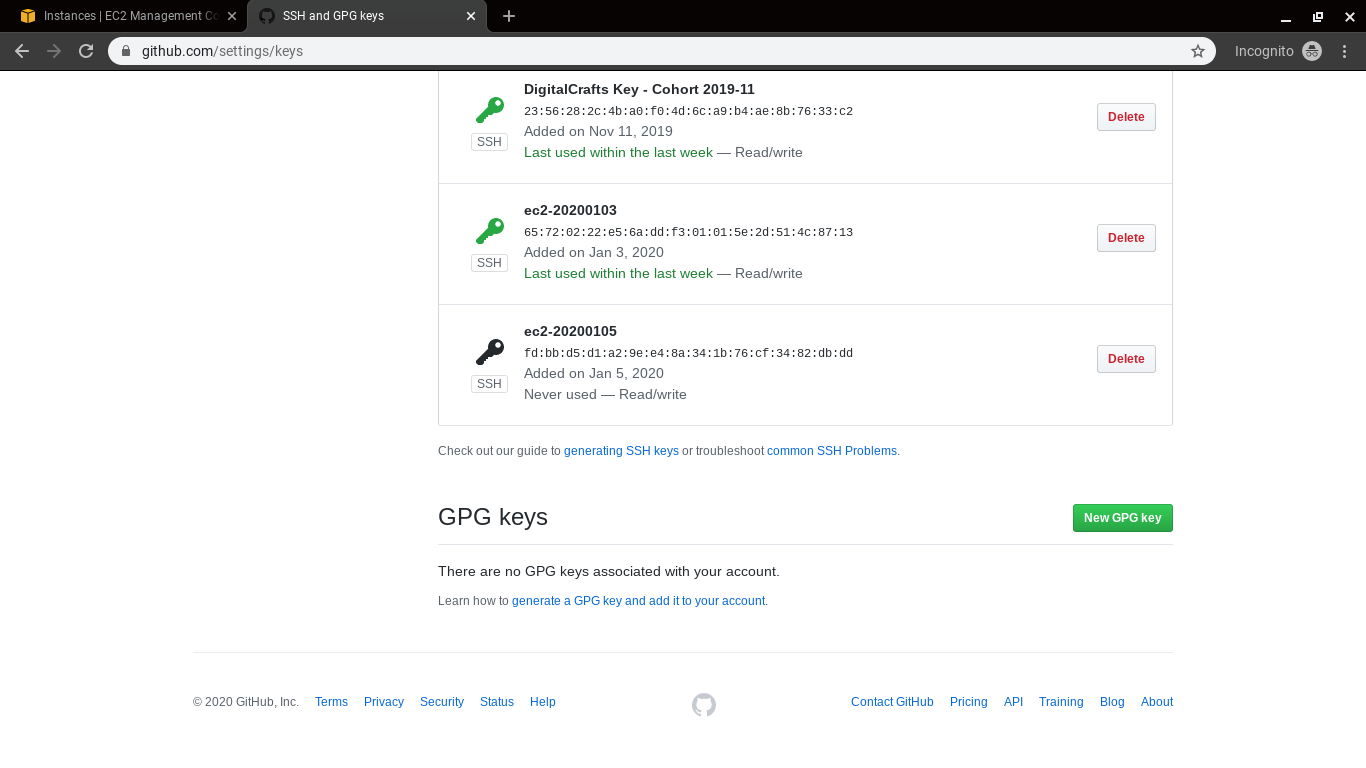 Instances | EC2 Management Co
SSH and GPG keys
github.com/settings/keys
Incognito
DigitalCrafts Key - Cohort 2019-11
23:56:28:2c:4b:a0:f0:4d:6c:a9:b4:ae:8b:76:33:c2
SSH
Added on Nov 11, 2019
Last used within the last week — Read/write
Delete
ec2-20200103
65:72:02:22:e5:6a:dd:f3:01:01:5e:2d:51:4c:87:13
SSH
Added on Jan 3, 2020
Last used within the last week — Read/write
Delete
ec2-20200105
fd:bb:d5:d1:a2:9e:e4:8a:34:1b:76:cf:34:82:db:dd
SSH
Added on Jan 5, 2020
Never used — Read/write
Delete
Check out our guide to generating SSH keys or troubleshoot common SSH Problems.
GPG keys
New GPG key
There are no GPG keys associated with your account.
Learn how to generate a GPG key and add it to your account.
© 2020 GitHub, Inc. Terms Privacy Security Status Help Contact GitHub Pricing API Training Blog About